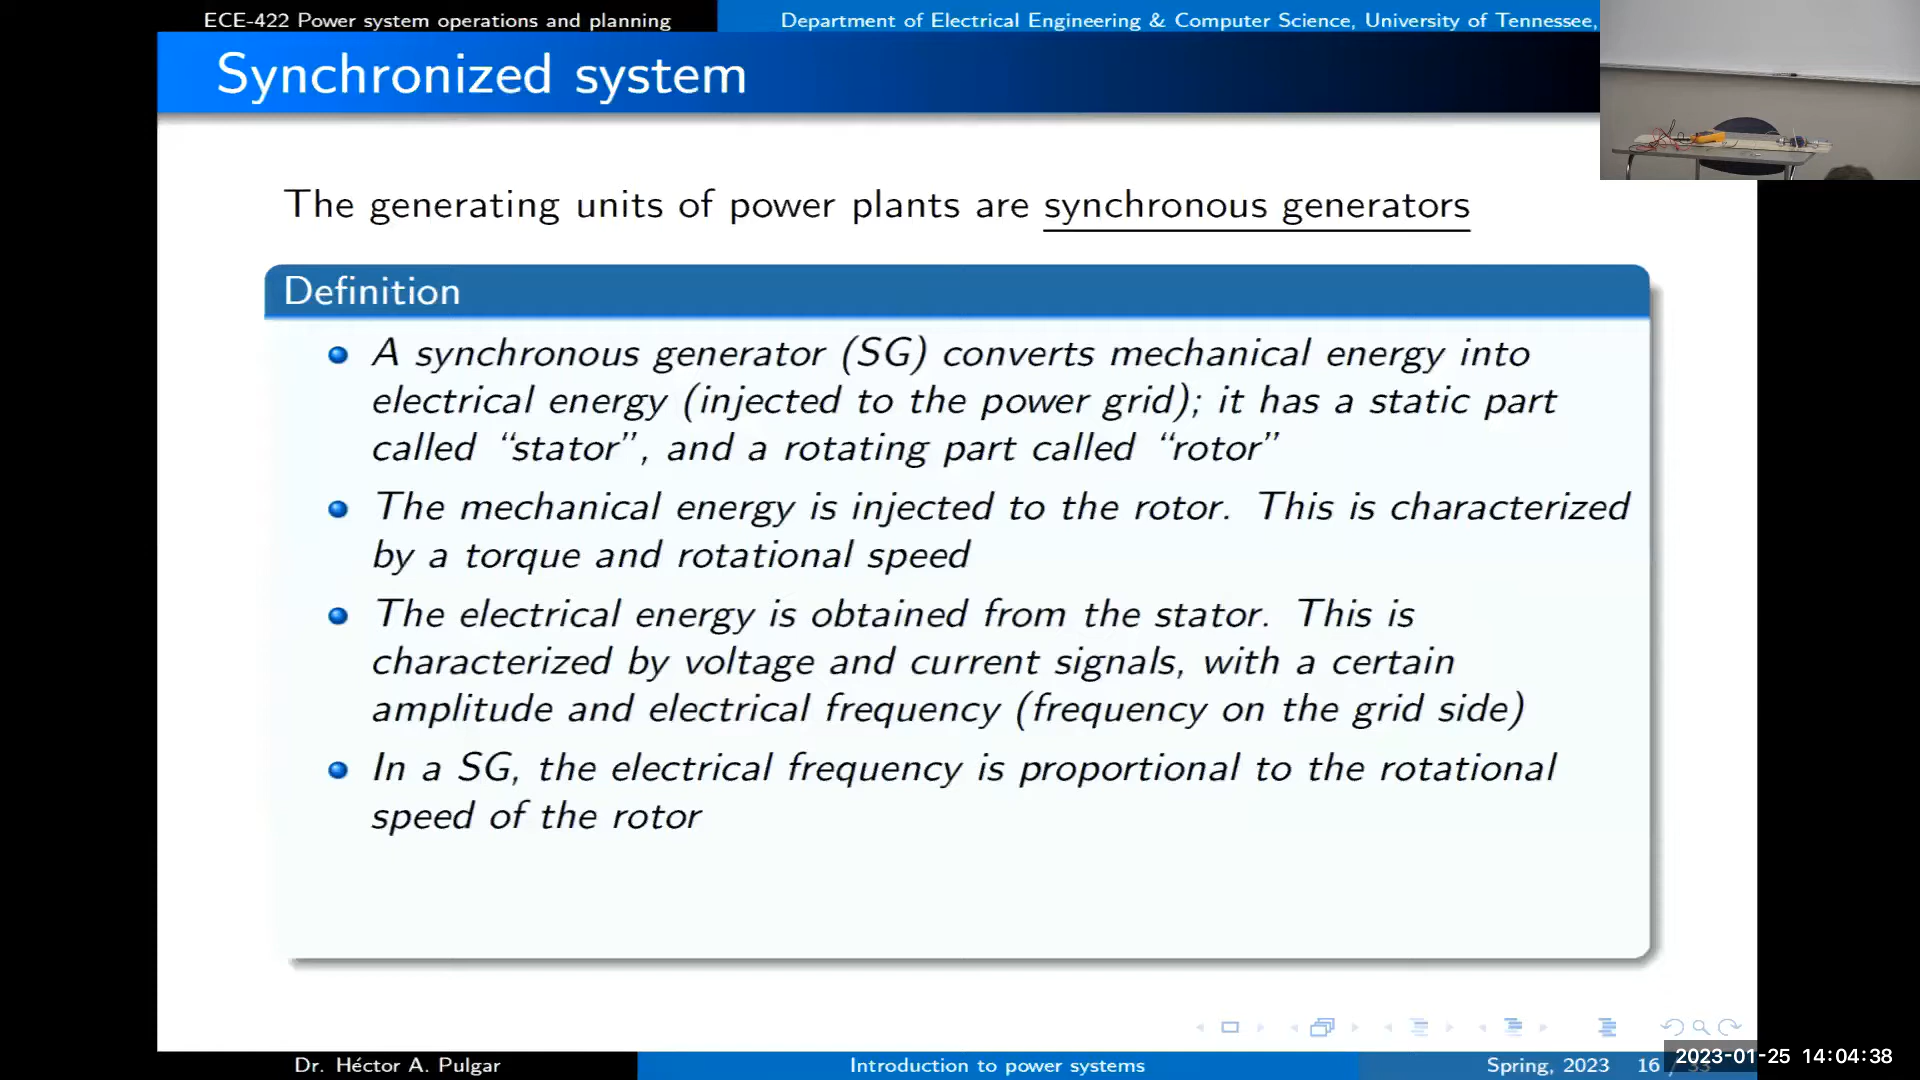 ECE-422 Power system operations and planning
Department of Electrical Engineering & Computer Science, University of Tennessee,
Synchronized system
The generating units of power plants are synchronous generators
Definition
A synchronous generator (SG) converts mechanical energy into
electrical energy (injected to the power grid); it has a static part
called “stator”, and a rotating part called “rotor”
The mechanical energy is injected to the rotor. This is characterized
by a torque and rotational speed
The electrical energy is obtained from the stator. This is
characterized by voltage and current signals, with a certain
amplitude and electrical frequency (frequency on the grid side)
In a SG, the electrical frequency is proportional to the rotational
speed of the rotor
Dr. Héctor A. Pulgar
Introduction to power systems
Spring, 2023
16
2023-01-25 14:04:38